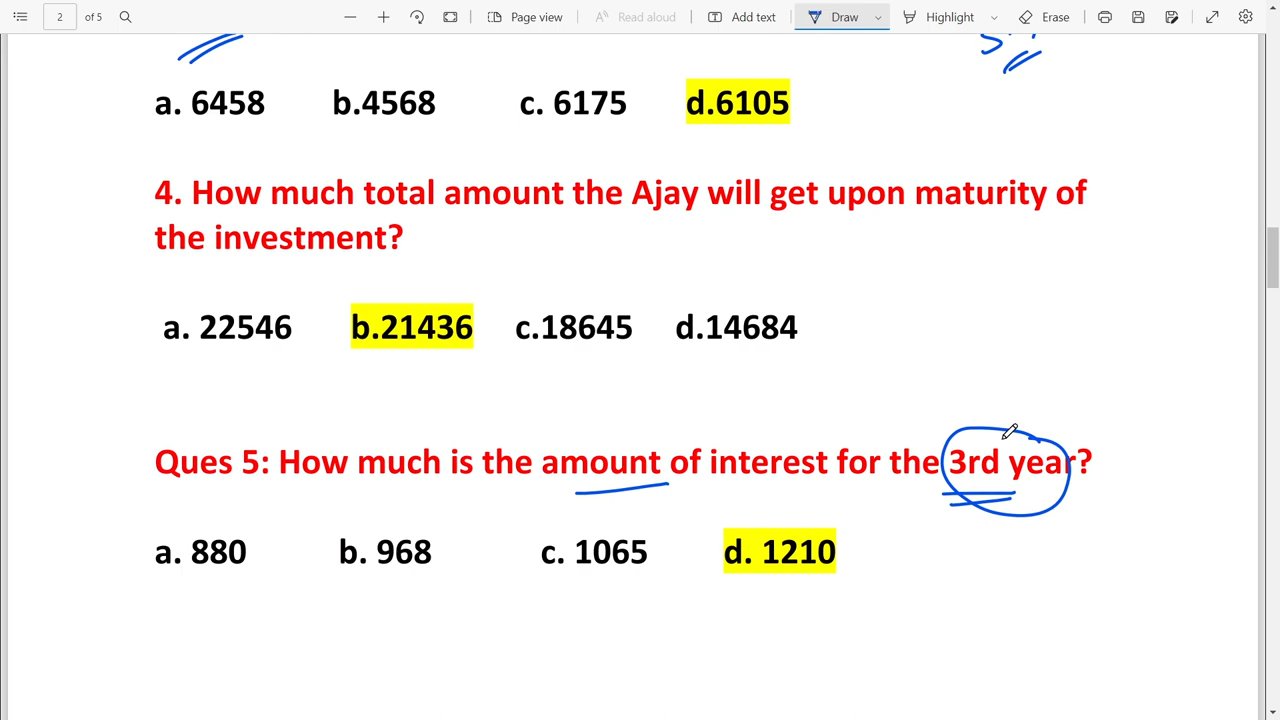 2 of 5 Page view Read aloud Add text Draw Highlight Erase
a. 6458 b.4568 c. 6175 d.6105
4. How much total amount the Ajay will get upon maturity of
the investment?
a. 22546 b.21436 c.18645 d.14684
Ques 5: How much is the amount of interest for the 3rd year?
a. 880 b. 968 c. 1065 d. 1210